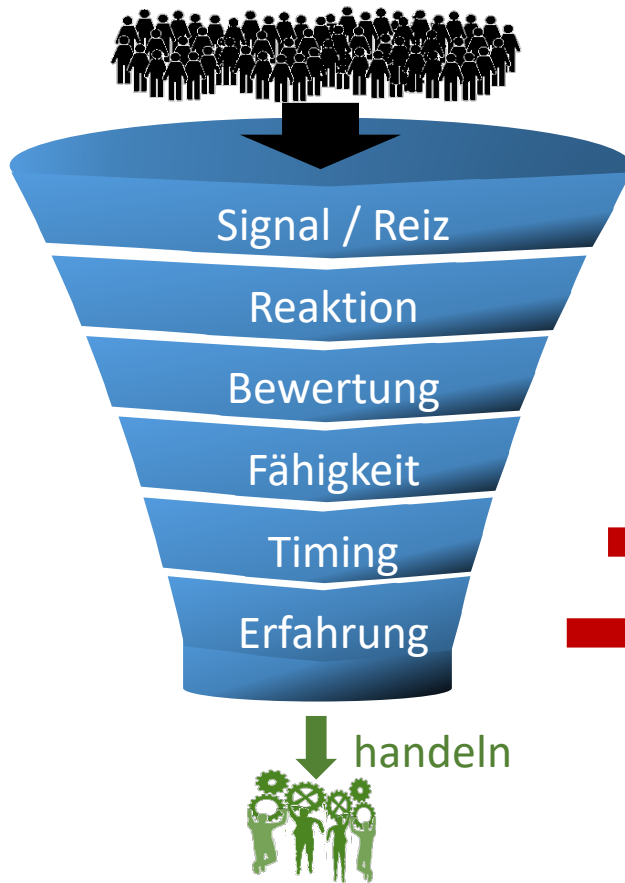 Signal / Reiz
Reaktion
Bewertung
Fähigkeit
Timing
Erfahrung
handeln